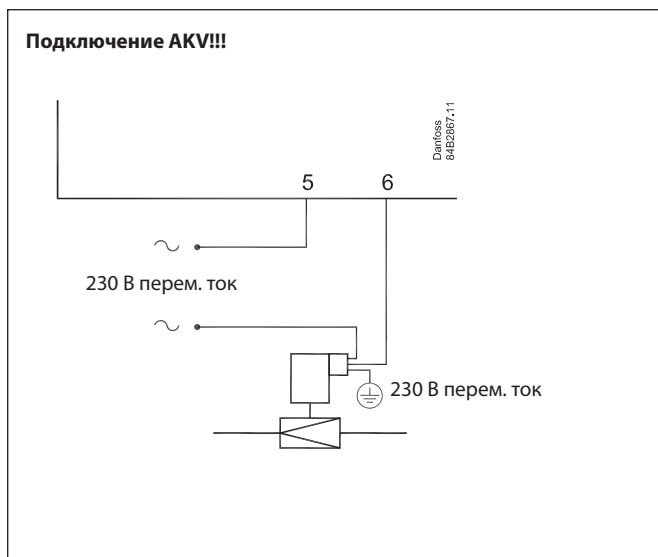 Подключение AKV!!!
Danfoss
84B2867.11
5 6
230 В перем. ток
230 В перем. ток